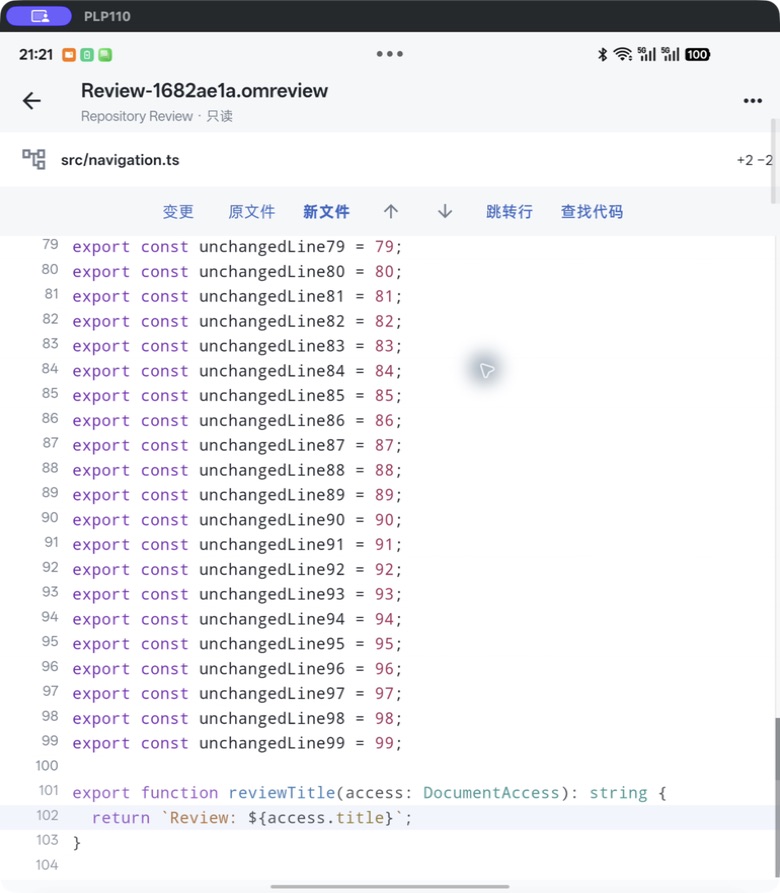 PLP110
21:21
5G 5G 100
Review-1682ae1a.omreview
Repository Review · 只读
src/navigation.ts +2 −2
变更 原文件 新文件 ↑ ↓ 跳转行 查找代码
79 export const unchangedLine79 = 79;
80 export const unchangedLine80 = 80;
81 export const unchangedLine81 = 81;
82 export const unchangedLine82 = 82;
83 export const unchangedLine83 = 83;
84 export const unchangedLine84 = 84;
85 export const unchangedLine85 = 85;
86 export const unchangedLine86 = 86;
87 export const unchangedLine87 = 87;
88 export const unchangedLine88 = 88;
89 export const unchangedLine89 = 89;
90 export const unchangedLine90 = 90;
91 export const unchangedLine91 = 91;
92 export const unchangedLine92 = 92;
93 export const unchangedLine93 = 93;
94 export const unchangedLine94 = 94;
95 export const unchangedLine95 = 95;
96 export const unchangedLine96 = 96;
97 export const unchangedLine97 = 97;
98 export const unchangedLine98 = 98;
99 export const unchangedLine99 = 99;
100
101 export function reviewTitle(access: DocumentAccess): string {
102   return `Review: ${access.title}`;
103 }
104